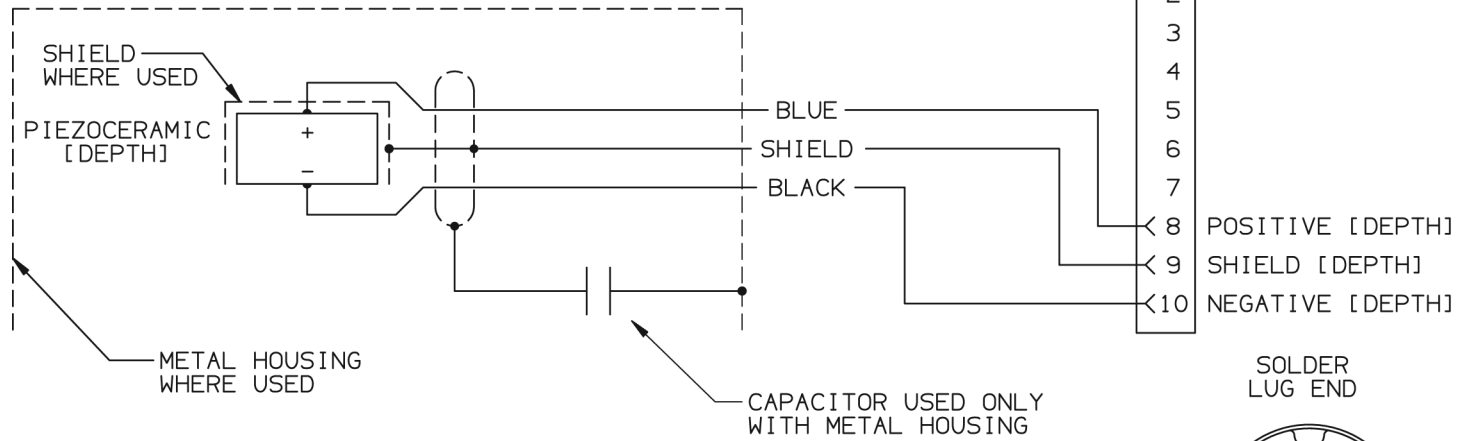 SHIELD
WHERE USED
PIEZOCERAMIC
[DEPTH]
+
−
BLUE
SHIELD
BLACK
3
4
5
6
7
8 POSITIVE [DEPTH]
9 SHIELD [DEPTH]
10 NEGATIVE [DEPTH]
METAL HOUSING
WHERE USED
CAPACITOR USED ONLY
WITH METAL HOUSING
SOLDER
LUG END